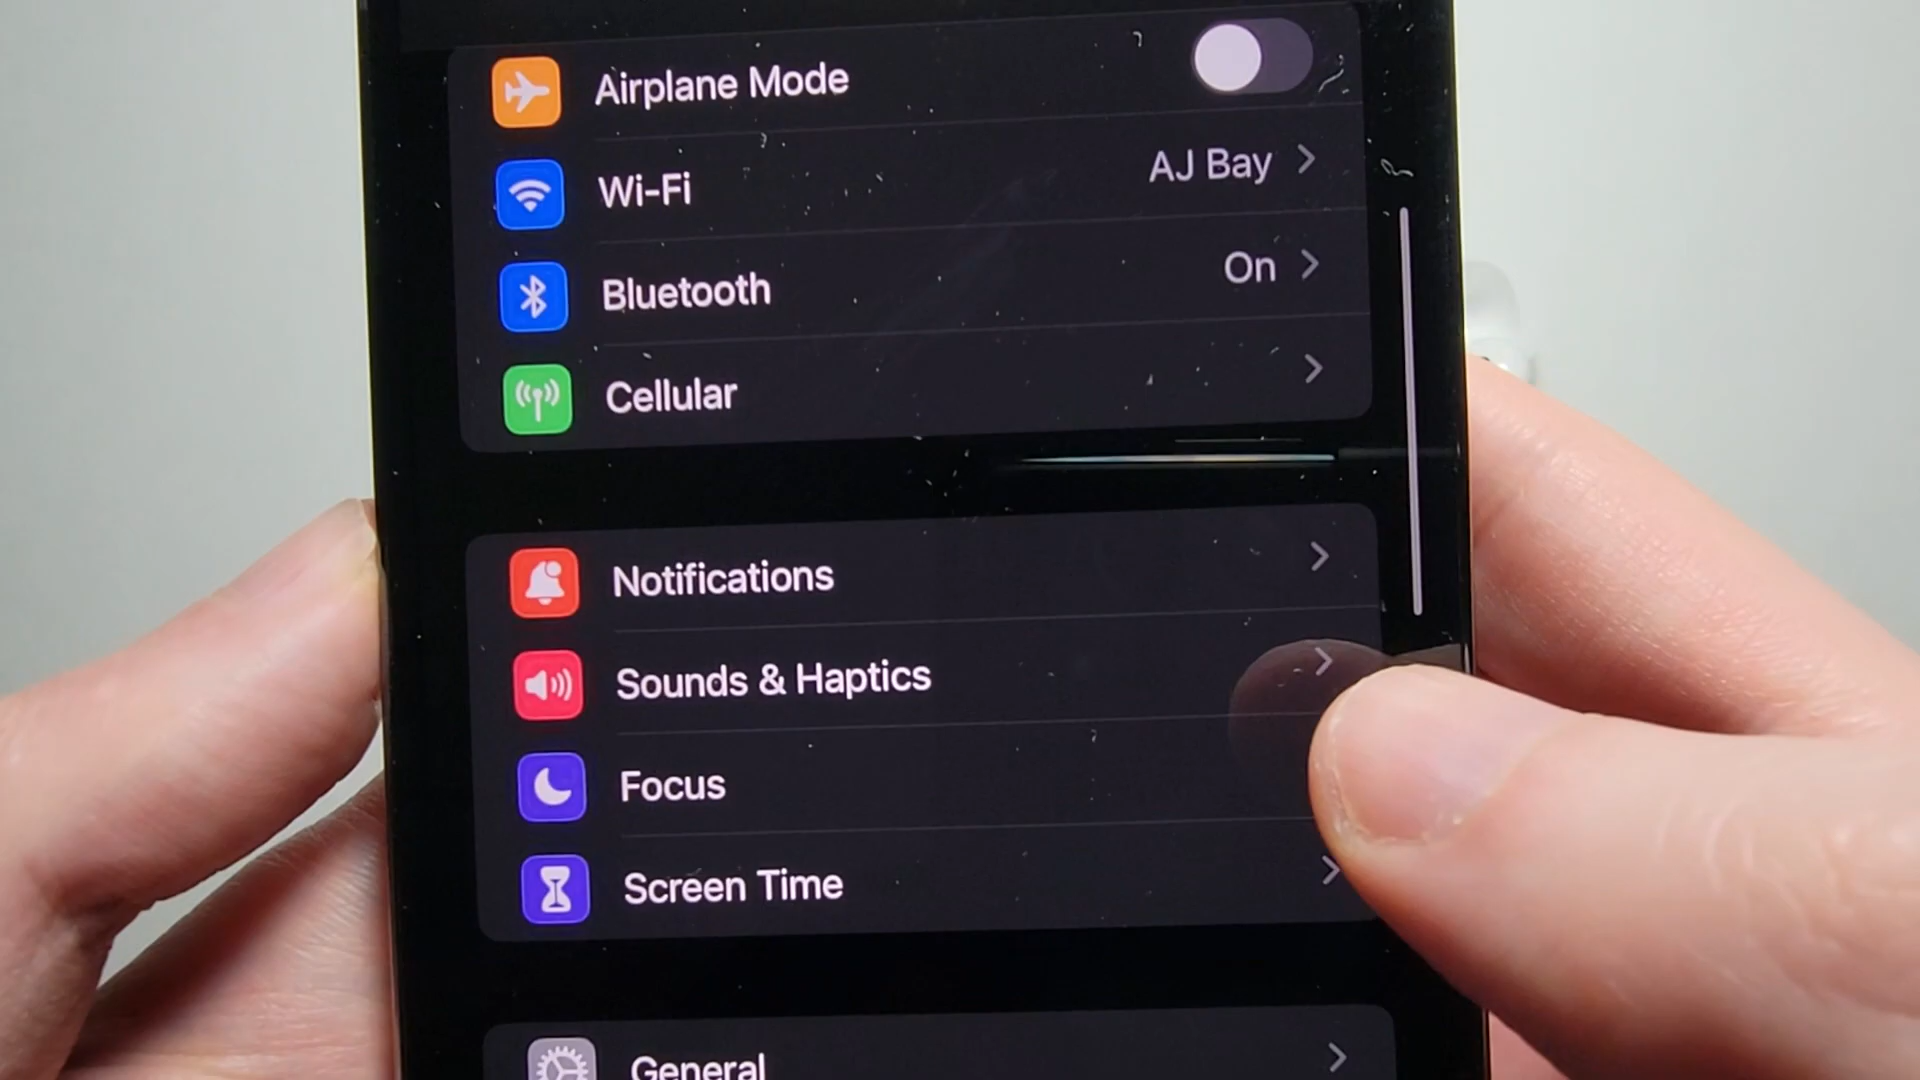 Airplane Mode
Wi-Fi AJ Bay
Bluetooth On
Cellular
Notifications
Sounds & Haptics
Focus
Screen Time
General